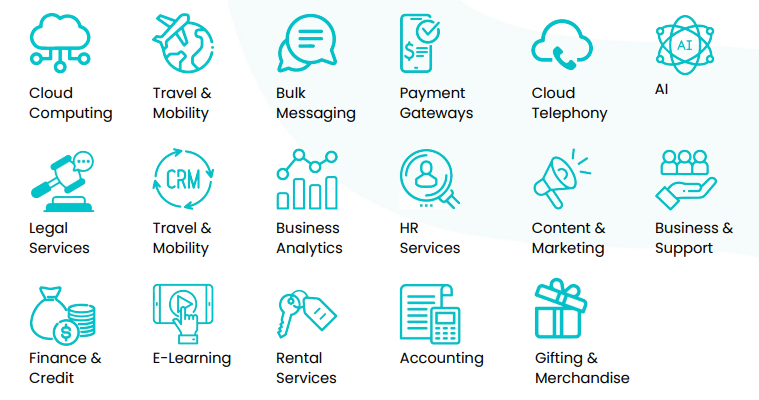 Cloud
Computing
Travel &
Mobility
Bulk
Messaging
$
Payment
Gateways
Cloud
Telephony
AI
AI
Legal
Services
CRM
Travel &
Mobility
Business
Analytics
HR
Services
Content &
Marketing
Business &
Support
$
Finance &
Credit
E-Learning
Rental
Services
Accounting
Gifting &
Merchandise